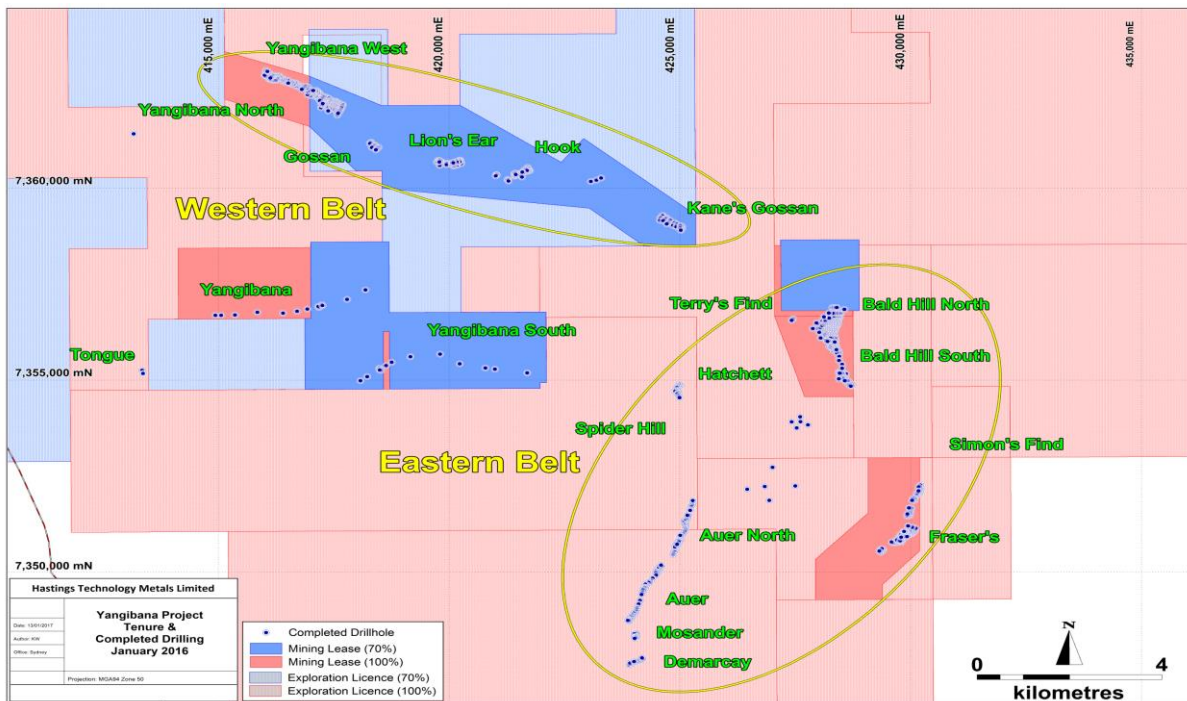 415,000 mE
420,000 mE
425,000 mE
430,000 mE
435,000 mE
Yangibana West
Yangibana North
Gossan
Lion's Ear
Hook
7,360,000 mN
Western Belt
Kane's Gossan
Yangibana
Terry's Find
Bald Hill North
Yangibana South
Tongue
Bald Hill South
7,355,000 mN
Hatchett
Spider Hill
Simon's Find
Eastern Belt
Auer North
Fraser's
7,350,000 mN
Auer
Mosander
Demarcay
Hastings Technology Metals Limited
Yangibana Project
Tenure &
Completed Drilling
January 2016
Date: 13/01/2017
Author: KW
Office: Sydney
Projection: MGA94 Zone 50
Completed Drillhole
Mining Lease (70%)
Mining Lease (100%)
Exploration Licence (70%)
Exploration Licence (100%)
N
0 4
kilometres